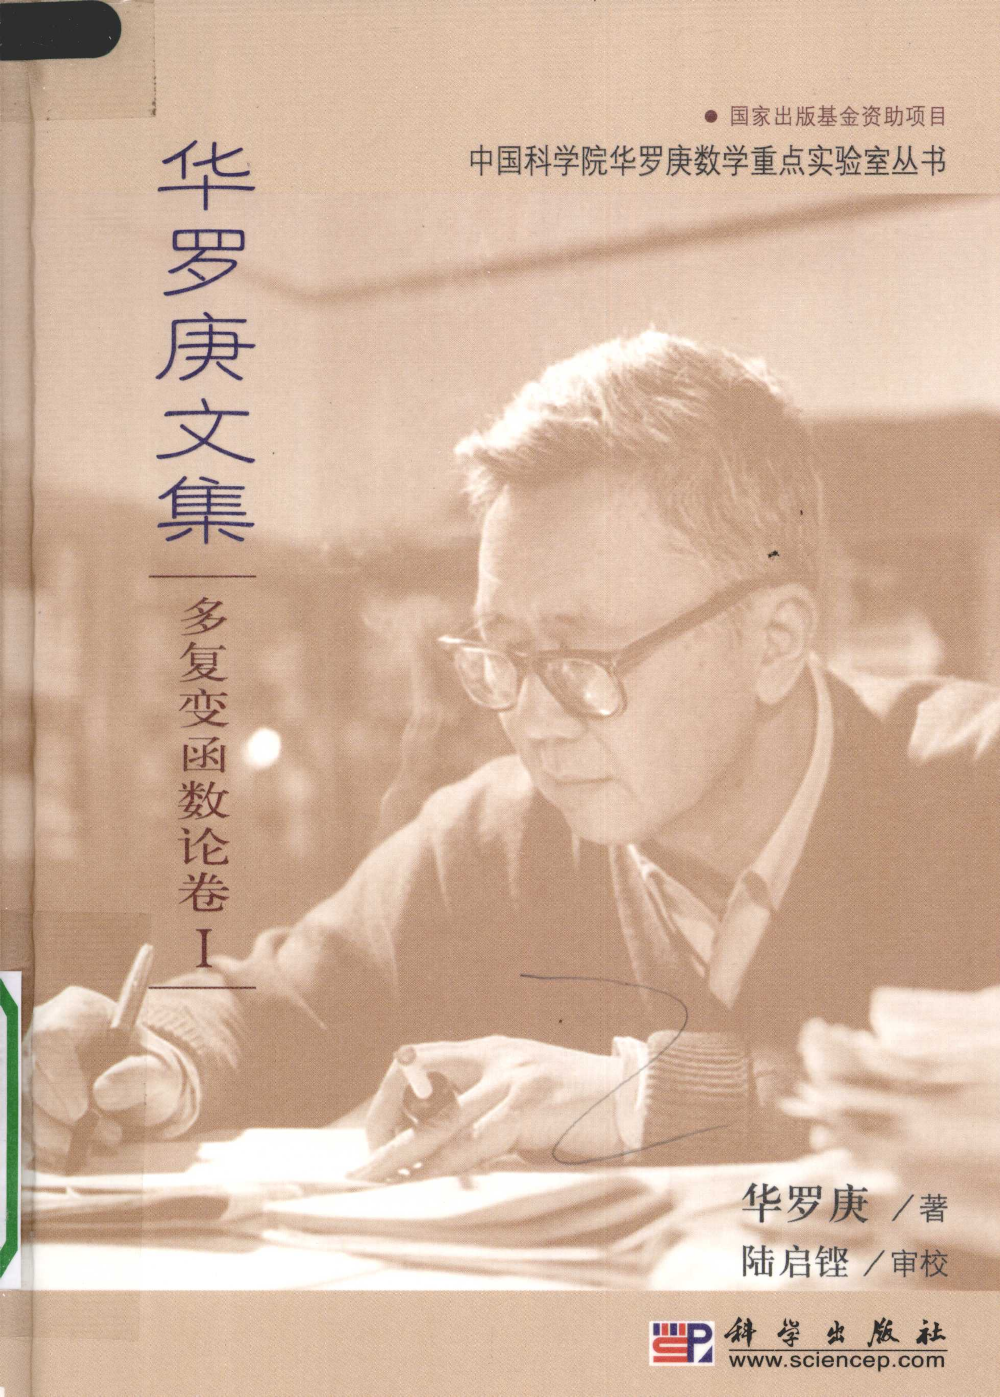 国家出版基金资助项目
中国科学院华罗庚数学重点实验室丛书
华罗庚文集
多复变函数论卷 I
华罗庚 / 著
陆启铿 / 审校
科学出版社
www.sciencep.com